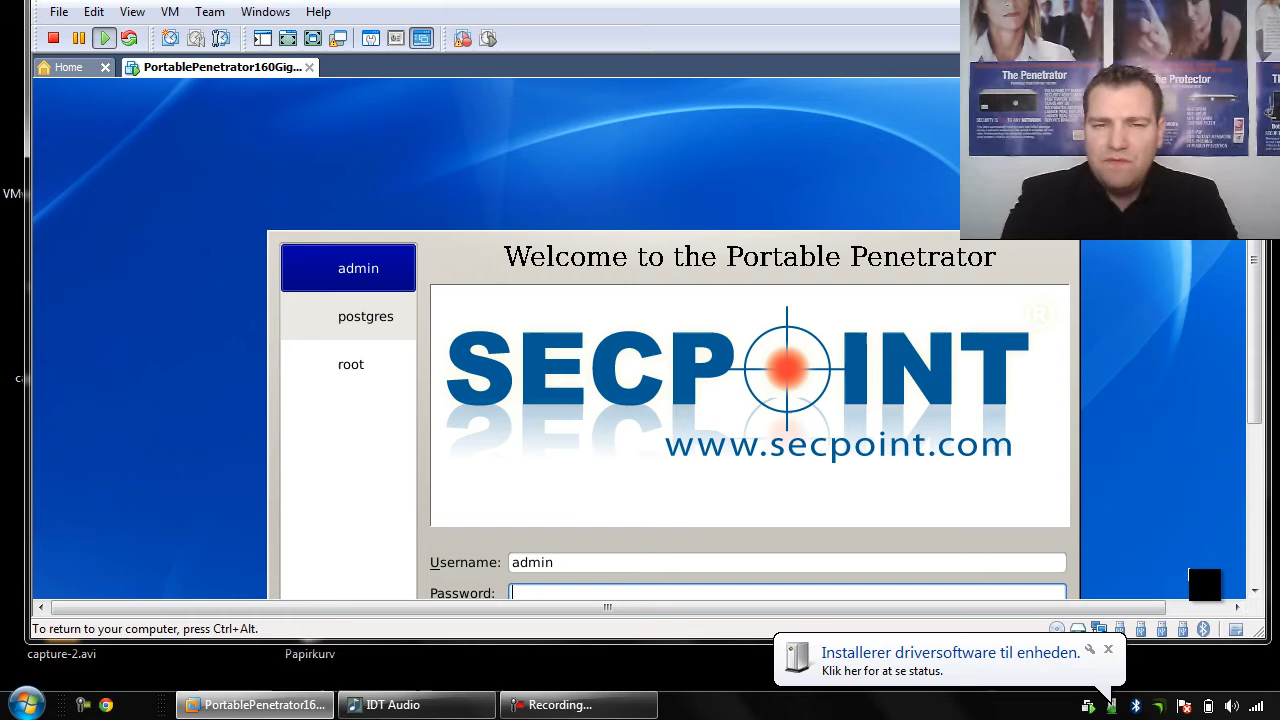 File Edit View VM Team Windows Help
Home PortablePenetrator160Gig...
The Penetrator
The Protector
VM
Welcome to the Portable Penetrator
admin
postgres
root
SECPOINT
®
www.secpoint.com
Username: admin
Password:
To return to your computer, press Ctrl+Alt.
capture-2.avi
Papirkurv
Installerer driversoftware til enheden.
Klik her for at se status.
PortablePenetrator16... IDT Audio Recording...